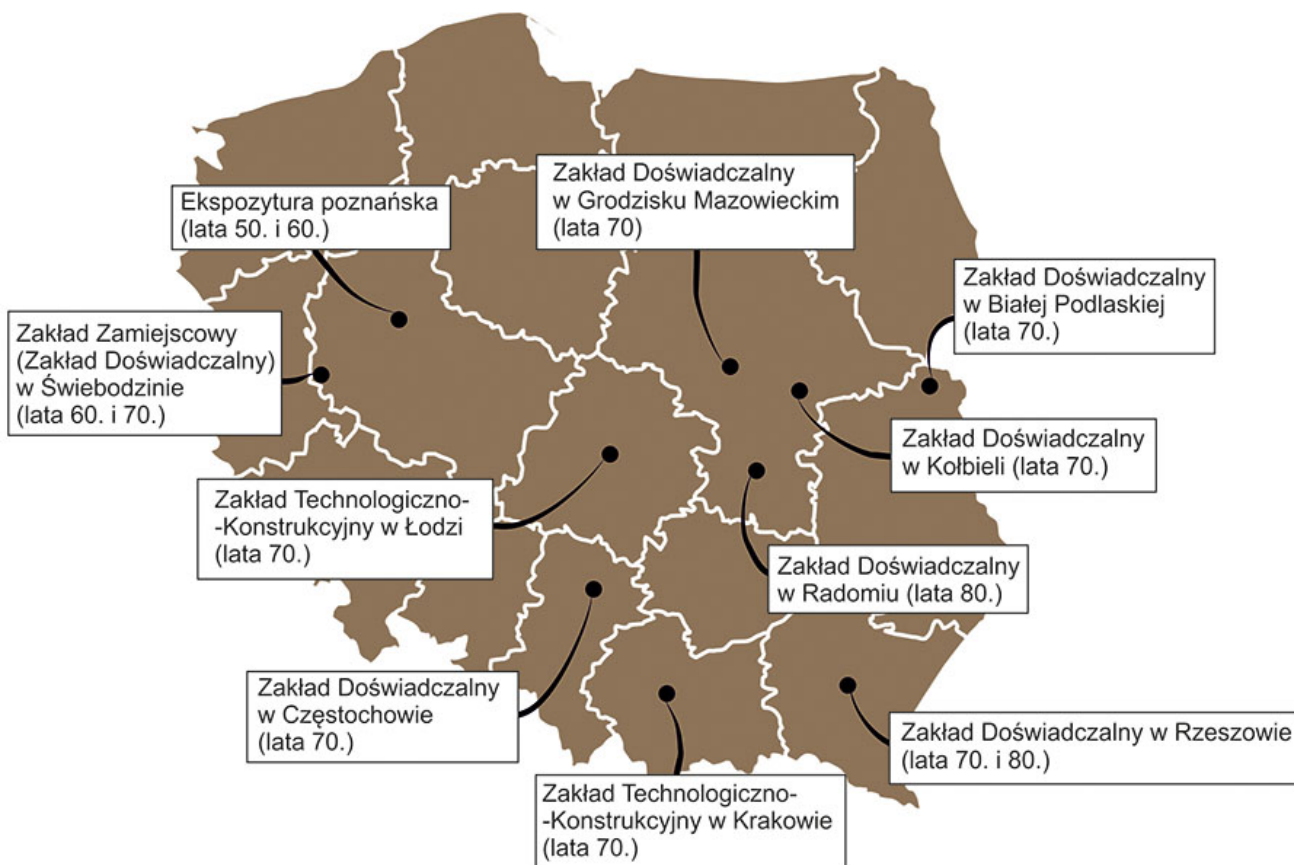 Zakład Doświadczalny
w Grodzisku Mazowieckim
(lata 70)
Ekspozytura poznańska
(lata 50. i 60.)
Zakład Doświadczalny
w Białej Podlaskiej
(lata 70.)
Zakład Zamiejscowy
(Zakład Doświadczalny)
w Świebodzinie
(lata 60. i 70.)
Zakład Doświadczalny
w Kołbieli (lata 70.)
Zakład Technologiczno-
-Konstrukcyjny w Łodzi
(lata 70.)
Zakład Doświadczalny
w Radomiu (lata 80.)
Zakład Doświadczalny
w Częstochowie
(lata 70.)
Zakład Doświadczalny w Rzeszowie
(lata 70. i 80.)
Zakład Technologiczno-
-Konstrukcyjny w Krakowie
(lata 70.)